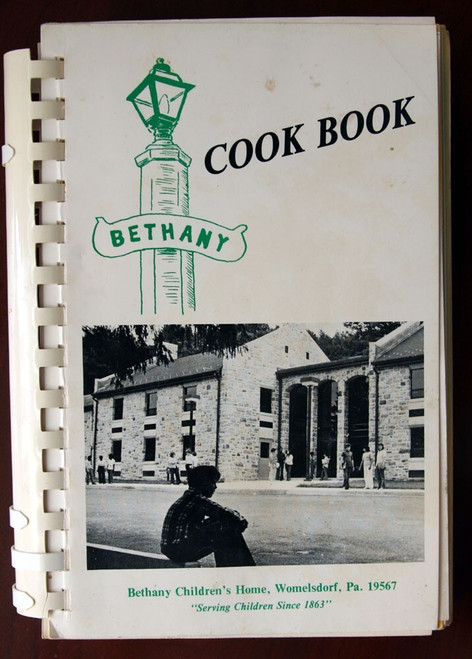 COOK BOOK
BETHANY
Bethany Children's Home, Womelsdorf, Pa. 19567
"Serving Children Since 1863"